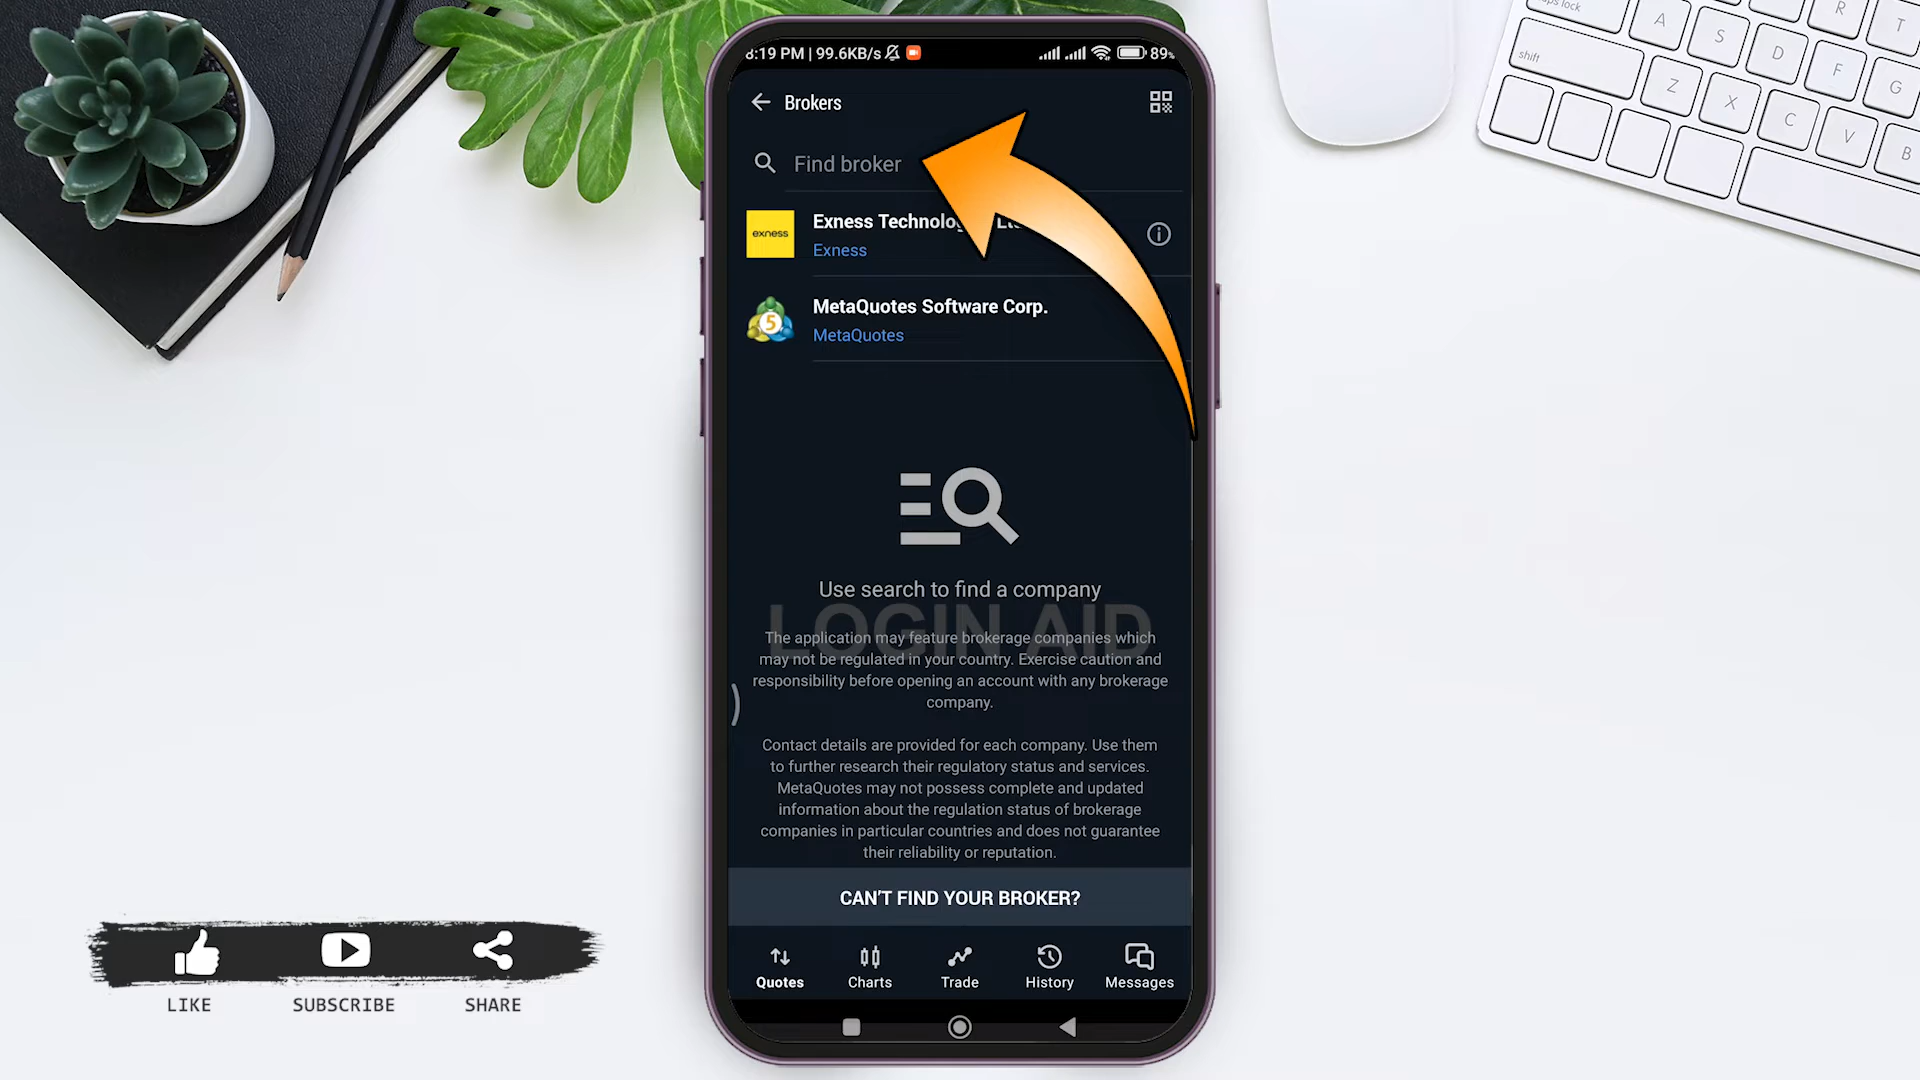 8:19 PM | 99.6KB/s
89%
Brokers
Find broker
exness
Exness
5
MetaQuotes Software Corp.
MetaQuotes
Use search to find a company
LOGIN AID
The application may feature brokerage companies which
may not be regulated in your country. Exercise caution and
responsibility before opening an account with any brokerage
company.
Contact details are provided for each company. Use them
to further research their regulatory status and services.
MetaQuotes may not possess complete and updated
information about the regulation status of brokerage
companies in particular countries and does not guarantee
their reliability or reputation.
CAN'T FIND YOUR BROKER?
Quotes
Charts
Trade
History
Messages
LIKE
SUBSCRIBE
SHARE
caps lock
shift
A
S
D
F
G
R
T
Z
X
C
V
B